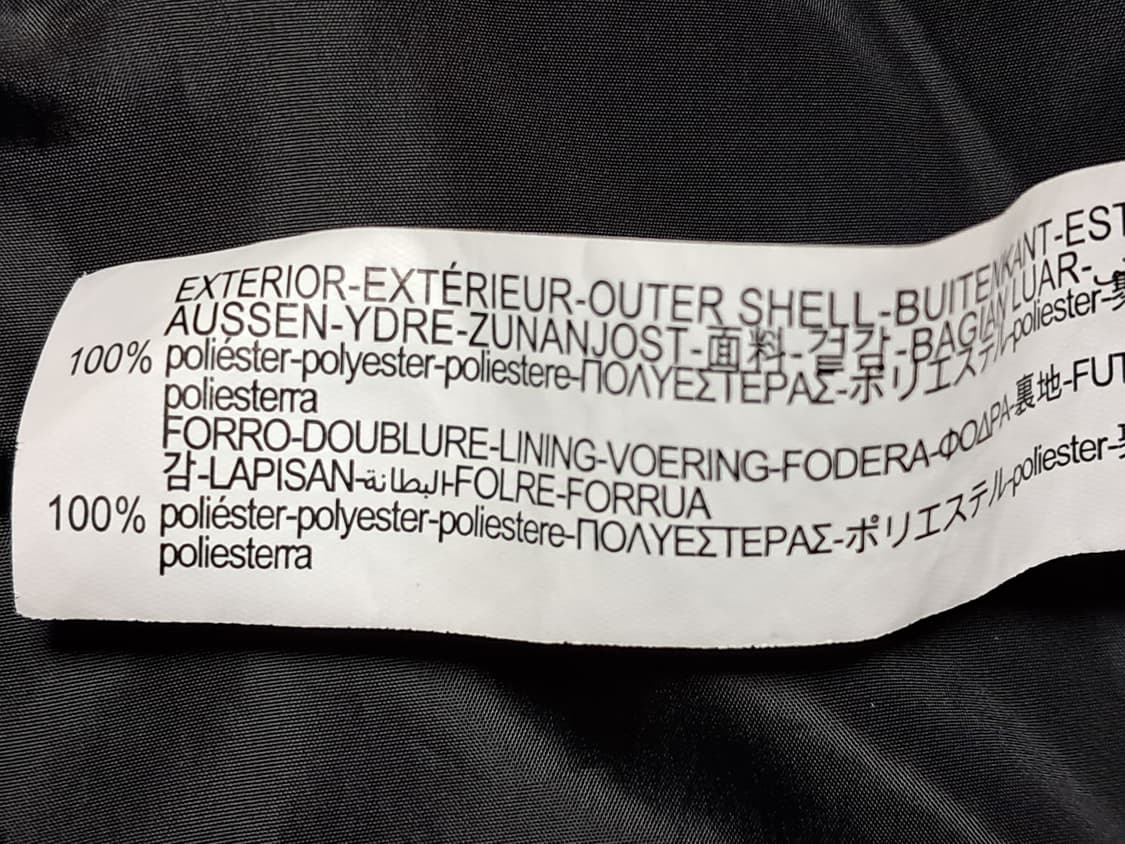 EXTERIOR-EXTÉRIEUR-OUTER SHELL-BUITENKANT-EST
AUSSEN-YDRE-ZUNANJOST-面料-겉감-BAGIAN LUAR-
100% poliéster-polyester-poliestere-ΠΟΛΥΕΣΤΕΡΑΣ-ポリエステル-poliester-
poliesterra
FORRO-DOUBLURE-LINING-VOERING-FODERA-ΦΟΔΡΑ-裏地-FUT
감-LAPISAN-البطانة-FOLRE-FORRUA
100% poliéster-polyester-poliestere-ΠΟΛΥΕΣΤΕΡΑΣ-ポリエステル-poliester-
poliesterra